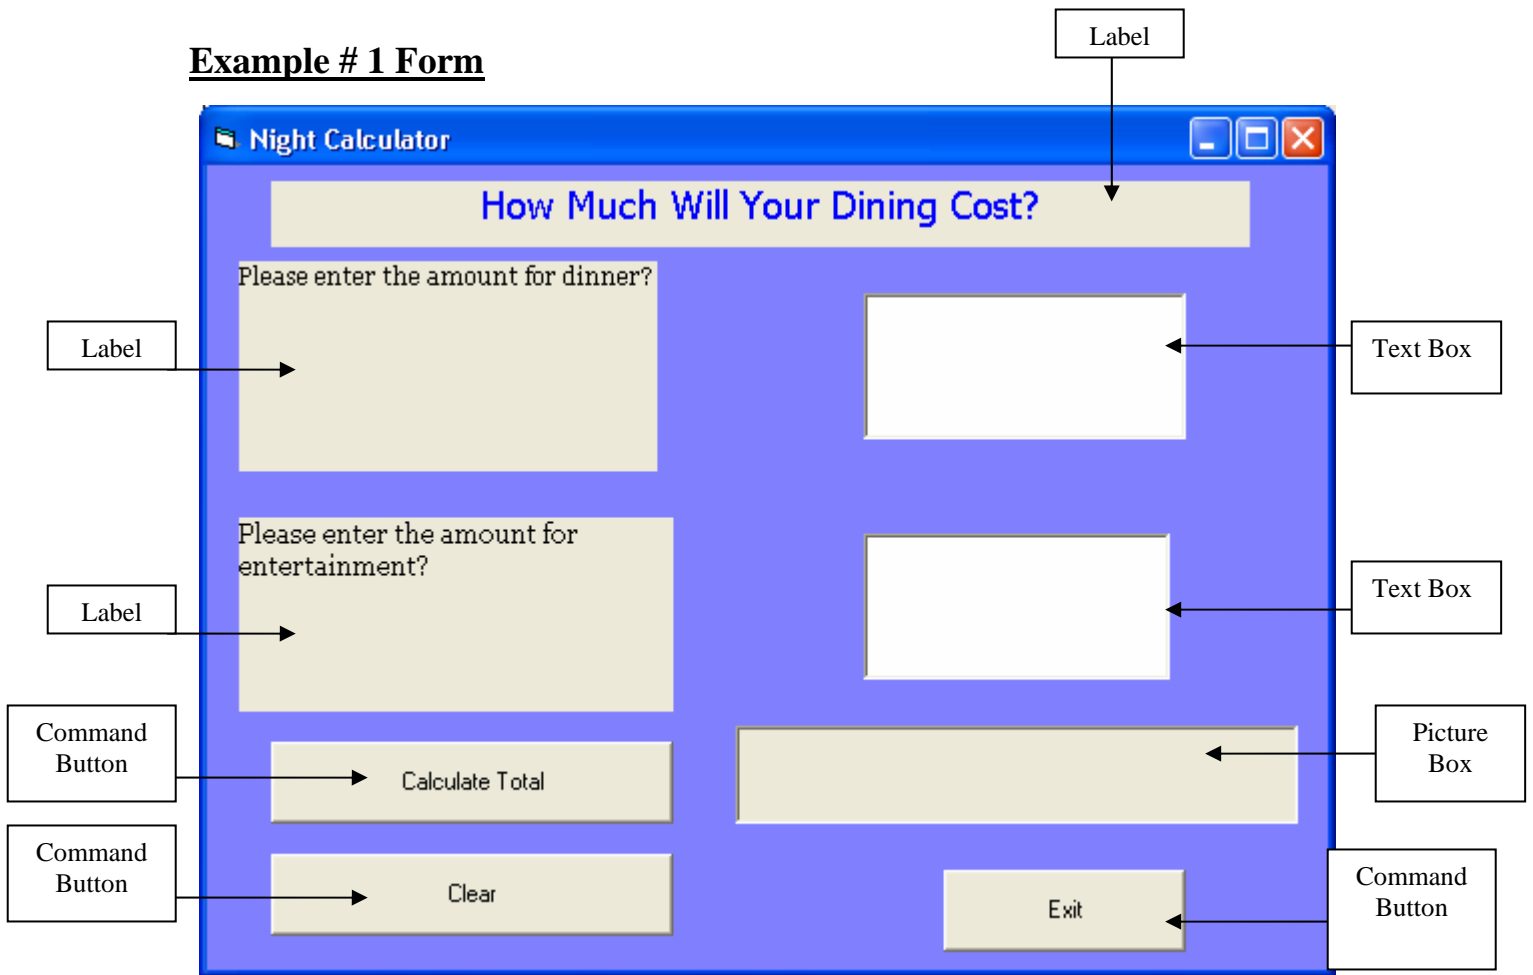 Label
Example # 1 Form
Night Calculator
How Much Will Your Dining Cost?
Please enter the amount for dinner?
Label
Text Box
Please enter the amount for
entertainment?
Label
Text Box
Command
Button
Calculate Total
Picture
Box
Command
Button
Clear
Exit
Command
Button